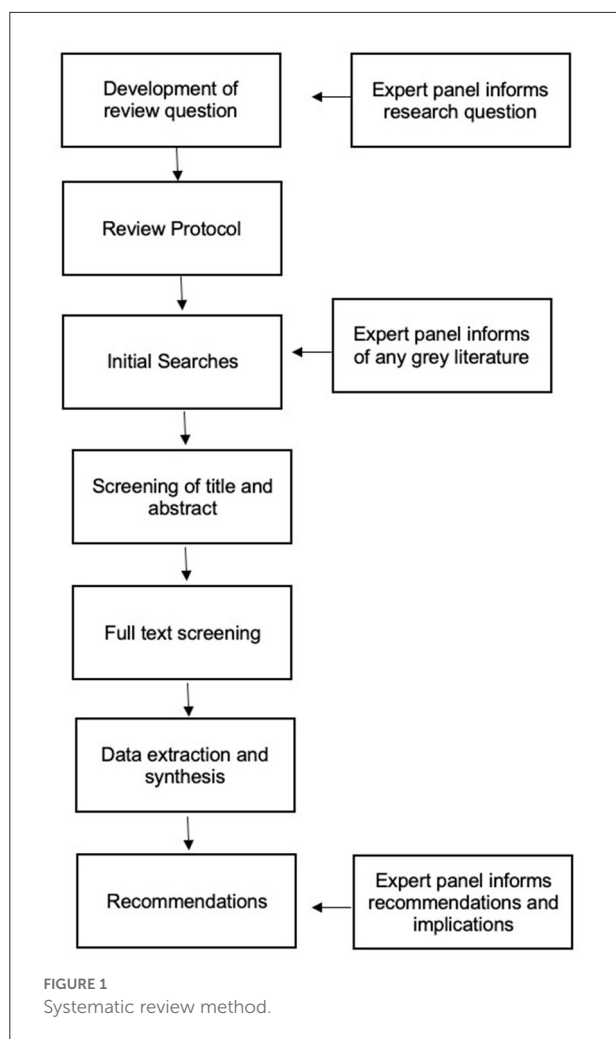 Development of
review question
Expert panel informs
research question
Review Protocol
Initial Searches
Expert panel informs
of any grey literature
Screening of title and
abstract
Full text screening
Data extraction and
synthesis
Recommendations
Expert panel informs
recommendations and
implications
FIGURE 1
Systematic review method.